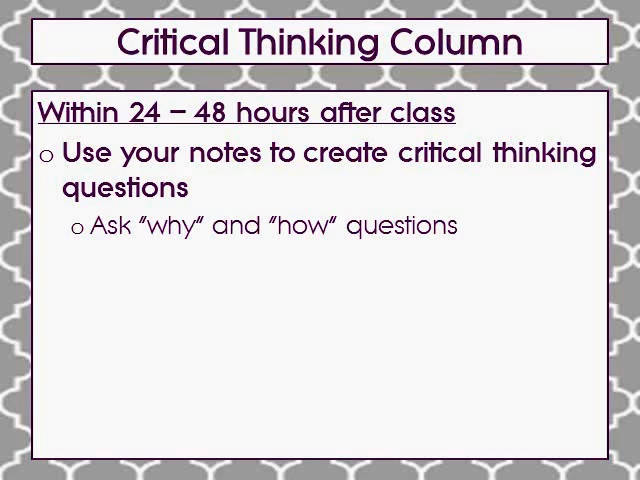 Critical Thinking Column
Within 24 – 48 hours after class
o Use your notes to create critical thinking
questions
o Ask "why" and "how" questions